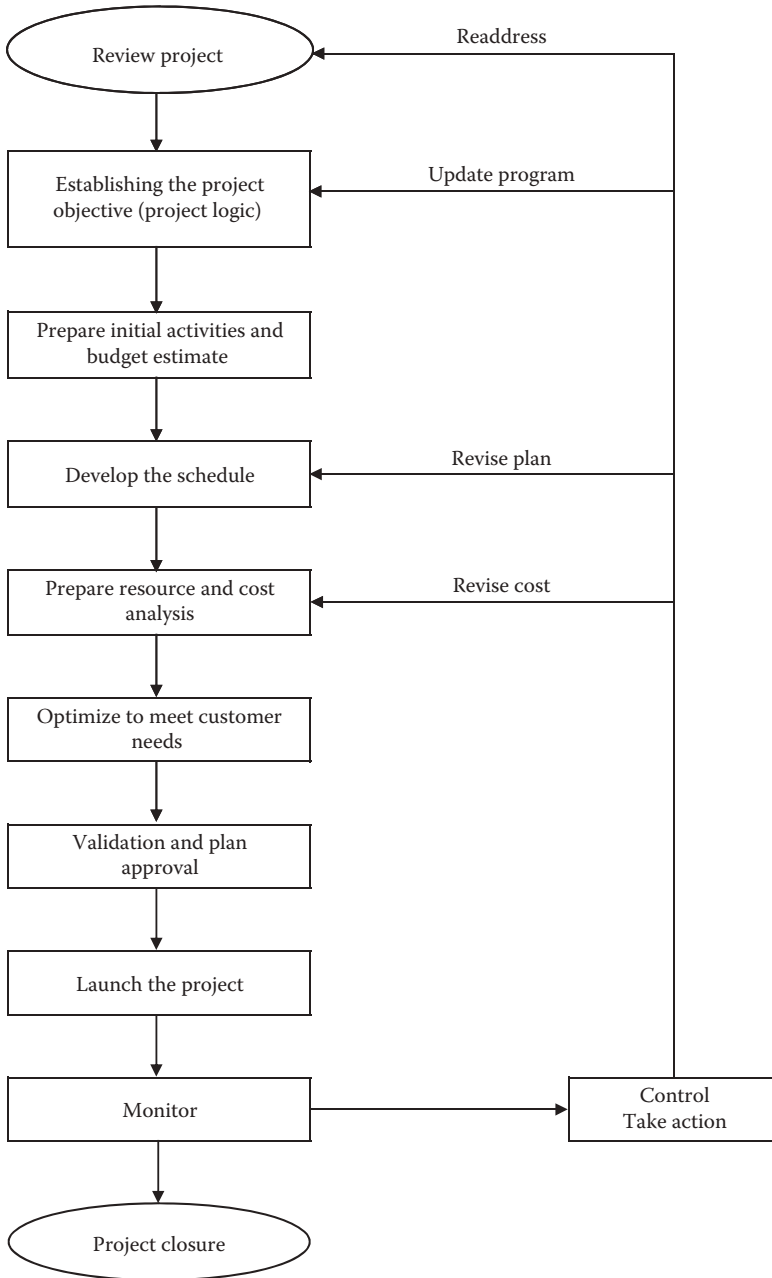 Review project
Readdress
Establishing the project
objective (project logic)
Update program
Prepare initial activities and
budget estimate
Develop the schedule
Revise plan
Prepare resource and cost
analysis
Revise cost
Optimize to meet customer
needs
Validation and plan
approval
Launch the project
Monitor
Control
Take action
Project closure